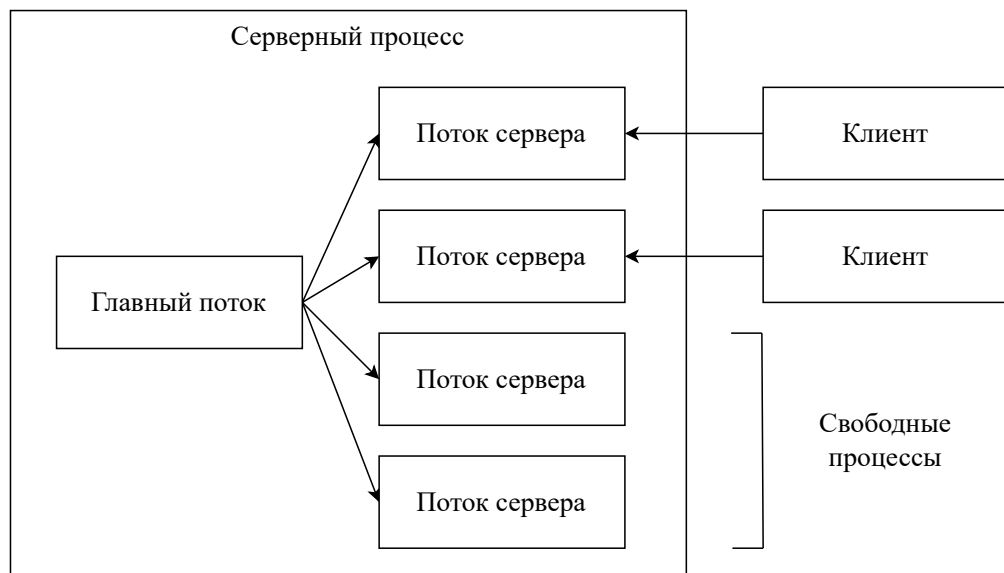 Серверный процесс
Поток сервера
Клиент
Поток сервера
Клиент
Главный поток
Поток сервера
Свободные
процессы
Поток сервера